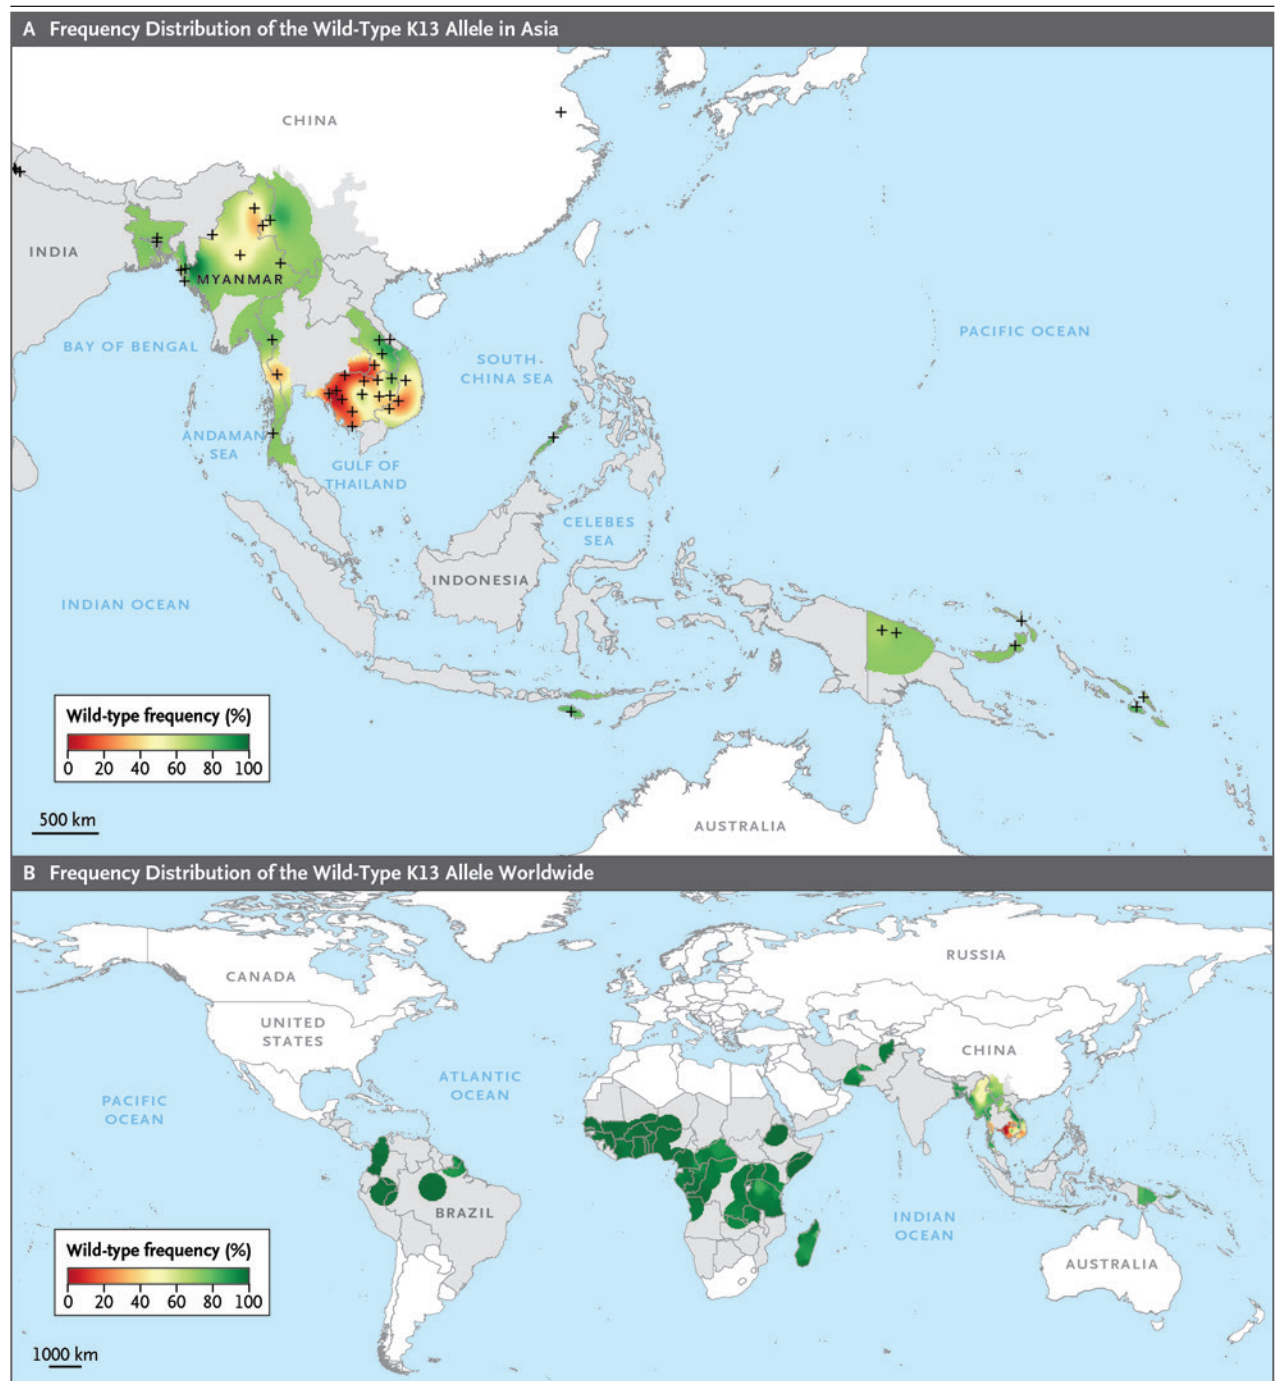 A Frequency Distribution of the Wild-Type K13 Allele in Asia
CHINA
INDIA
MYANMAR
BAY OF BENGAL
PACIFIC OCEAN
SOUTH
CHINA SEA
ANDAMAN
SEA
GULF OF
THAILAND
CELEBES
SEA
INDONESIA
INDIAN OCEAN
Wild-type frequency (%)
0 20 40 60 80 100
500 km
AUSTRALIA
B Frequency Distribution of the Wild-Type K13 Allele Worldwide
RUSSIA
CANADA
UNITED
STATES
CHINA
ATLANTIC
OCEAN
PACIFIC
OCEAN
BRAZIL
INDIAN
OCEAN
AUSTRALIA
Wild-type frequency (%)
0 20 40 60 80 100
1000 km